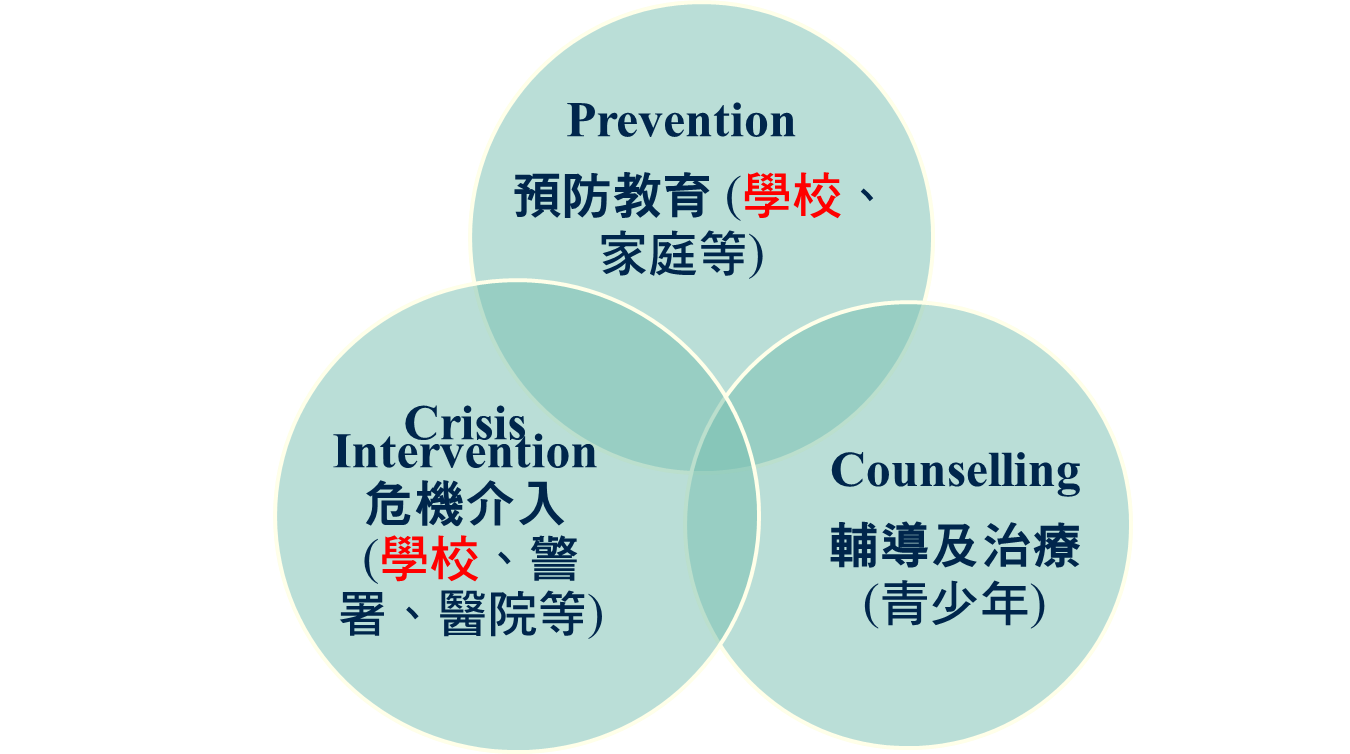 Prevention
預防教育 (學校、
家庭等)
Crisis
Intervention
危機介入
(學校、警
署、醫院等)
Counselling
輔導及治療
(青少年)